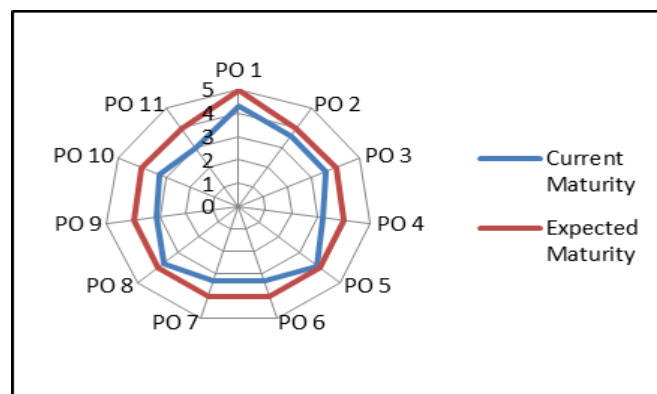 PO 1
5
PO 11
PO 2
4
3
PO 10
PO 3
2
1
0
PO 9
PO 4
PO 8
PO 5
PO 7
PO 6
Current
Maturity
Expected
Maturity